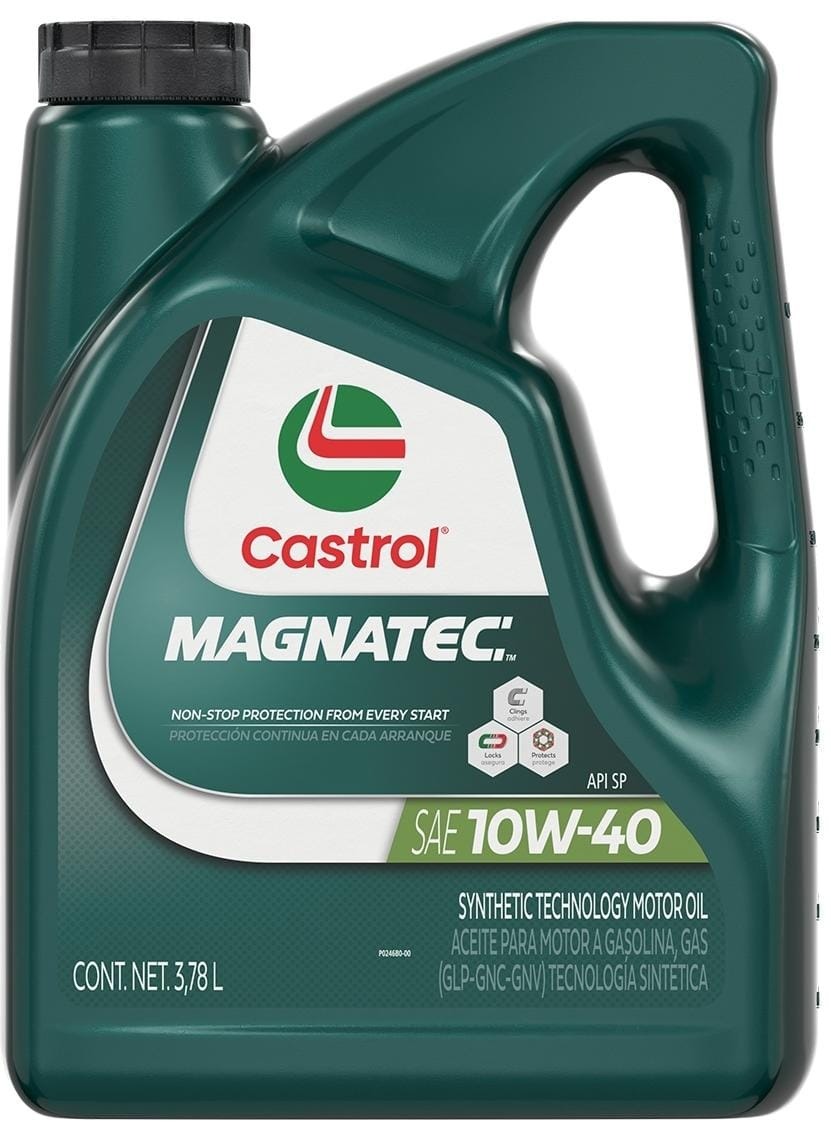 Castrol®
MAGNATEC™
NON-STOP PROTECTION FROM EVERY START
PROTECCIÓN CONTINUA EN CADA ARRANQUE
Clings
adhiere
Locks
asegura
Protects
protege
API SP
SAE 10W-40
SYNTHETIC TECHNOLOGY MOTOR OIL
ACEITE PARA MOTOR A GASOLINA, GAS
(GLP-GNC-GNV) TECNOLOGÍA SINTÉTICA
P024680-00
CONT. NET. 3,78 L